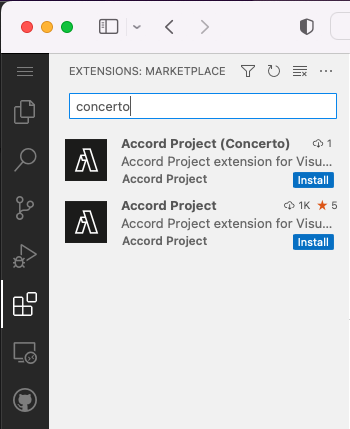 EXTENSIONS: MARKETPLACE
concerto
Accord Project (Concerto) 1
Accord Project extension for Visu...
Accord Project Install
Accord Project 1K ★ 5
Accord Project extension for Visu...
Accord Project Install